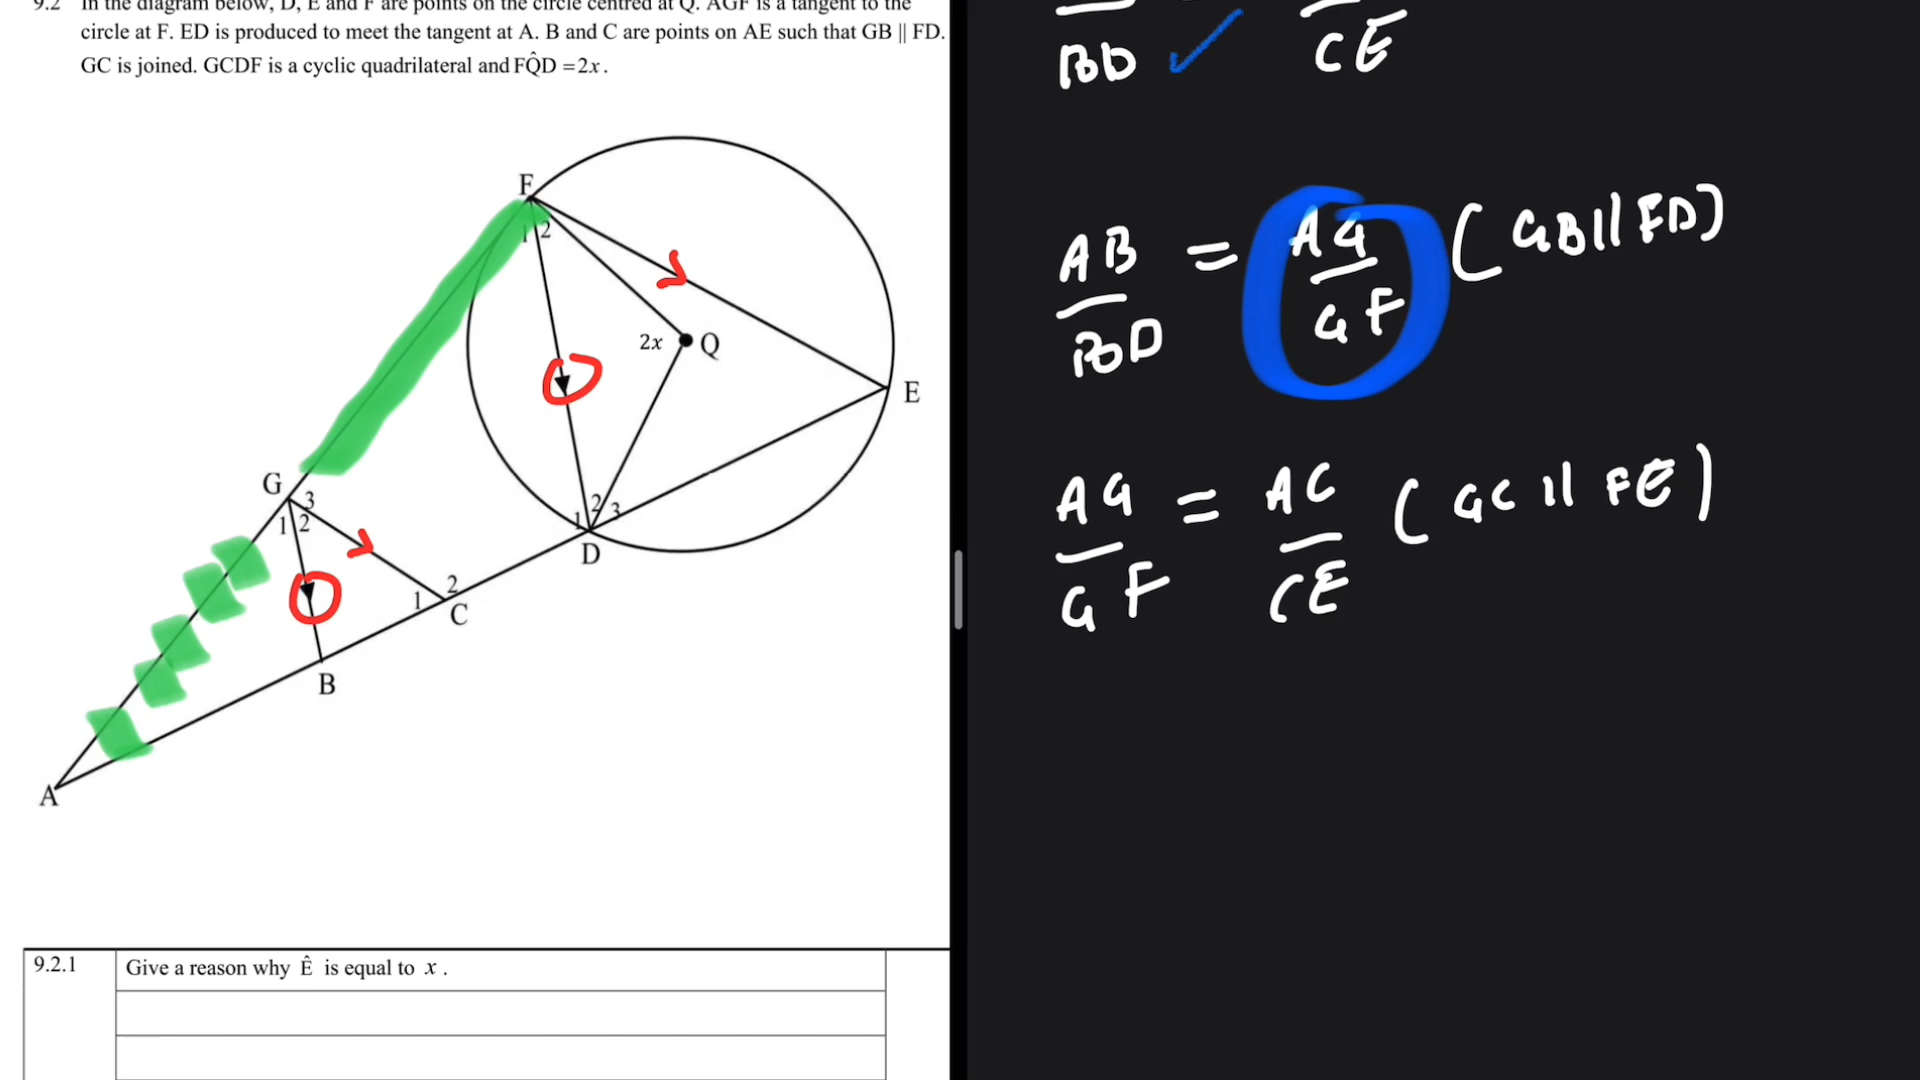 9.2 In the diagram below, D, E and F are points on the circle centred at Q. AGF is a tangent to the
circle at F. ED is produced to meet the tangent at A. B and C are points on AE such that GB || FD.
GC is joined. GCDF is a cyclic quadrilateral and FQ̂D = 2x.
F
1 2
2x Q
E
G
3
1 2
1 2 3
D
1 2
C
B
A
9.2.1 Give a reason why Ê is equal to x.
BD ✓ CE
AB/BD = AG/GF (GB || FD)
AG/GF = AC/CE (GC || FE)